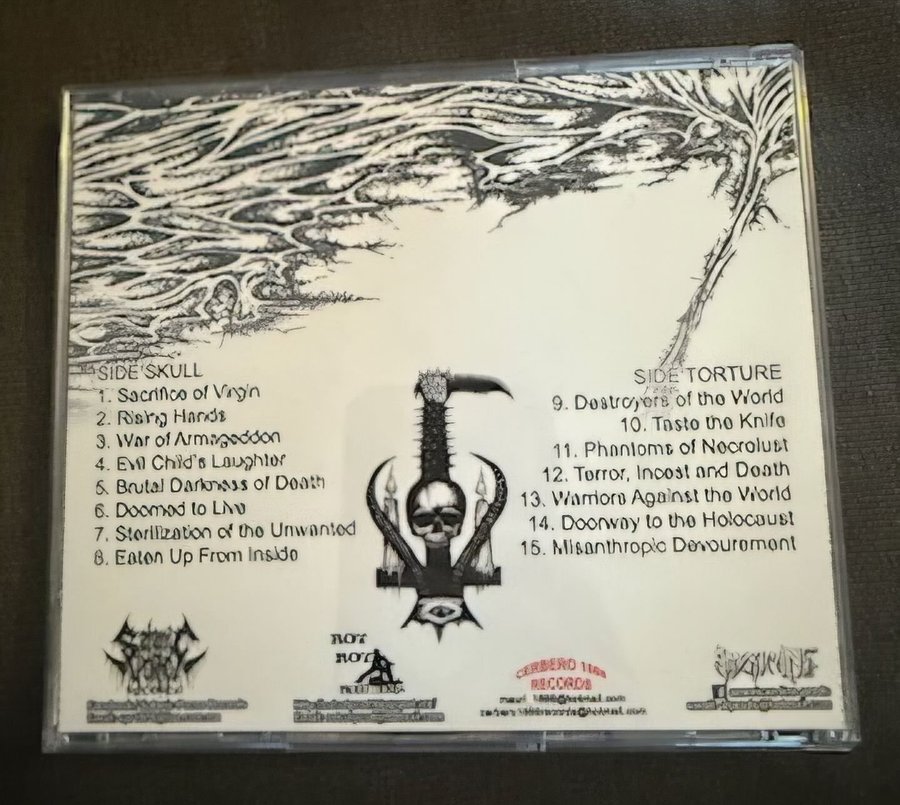 SIDE SKULL
1. Sacrifice of Virgin
2. Rising Hands
3. War of Armageddon
4. Evil Child's Laughter
5. Brutal Darkness of Death
6. Doomed to Live
7. Sterilization of the Unwanted
8. Eaten Up From Inside
SIDE TORTURE
9. Destroyers of the World
10. Taste the Knife
11. Phantoms of Necrolust
12. Terror, Incest and Death
13. Warriors Against the World
14. Doorway to the Holocaust
15. Misanthropic Devourement
ROT
ROT
CERBERO
RECORDS